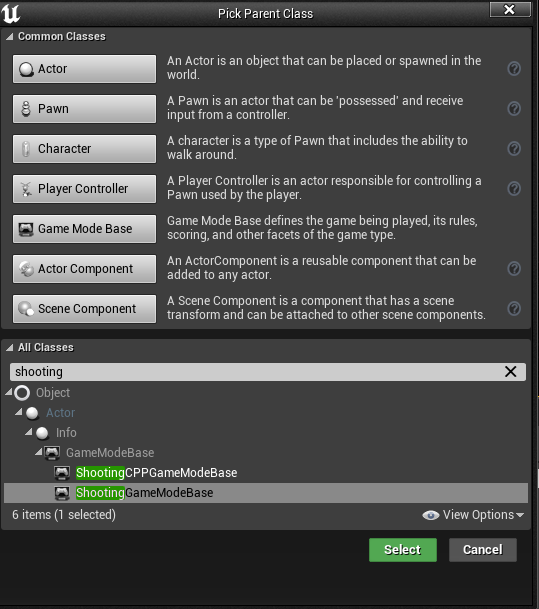 Pick Parent Class
Common Classes
Actor
An Actor is an object that can be placed or spawned in the
world.
Pawn
A Pawn is an actor that can be 'possessed' and receive
input from a controller.
Character
A character is a type of Pawn that includes the ability to
walk around.
Player Controller
A Player Controller is an actor responsible for controlling a
Pawn used by the player.
Game Mode Base
Game Mode Base defines the game being played, its rules,
scoring, and other facets of the game type.
Actor Component
An ActorComponent is a reusable component that can be
added to any actor.
Scene Component
A Scene Component is a component that has a scene
transform and can be attached to other scene components.
All Classes
shooting
Object
Actor
Info
GameModeBase
ShootingCPPGameModeBase
ShootingGameModeBase
6 items (1 selected)
View Options
Select
Cancel